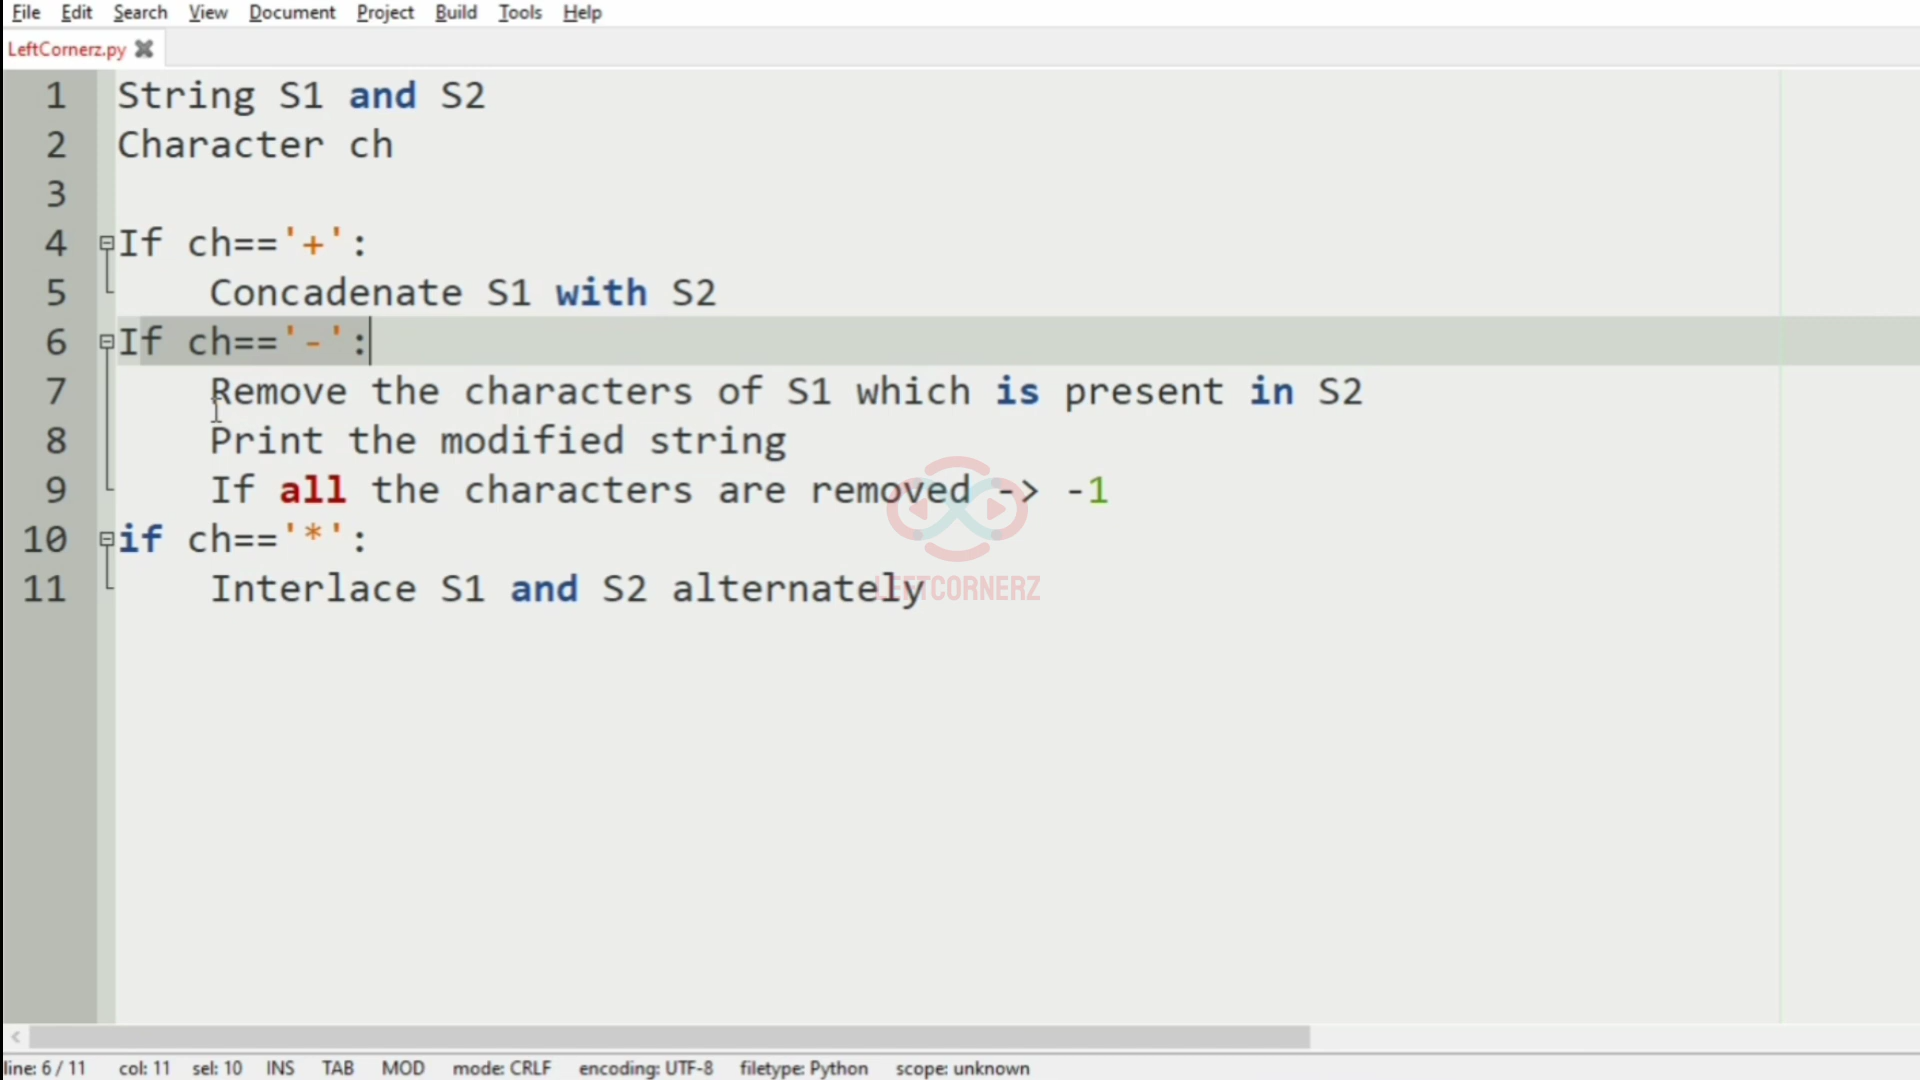 File Edit Search View Document Project Build Tools Help
LeftCornerz.py
1 String S1 and S2
2 Character ch
3
4 If ch=='+':
5 Concadenate S1 with S2
6 If ch=='-':
7 Remove the characters of S1 which is present in S2
8 Print the modified string
9 If all the characters are removed -> -1
10 if ch=='*':
11 Interlace S1 and S2 alternately
LEFTCORNERZ
line: 6 / 11 col: 11 sel: 10 INS TAB MOD mode: CRLF encoding: UTF-8 filetype: Python scope: unknown